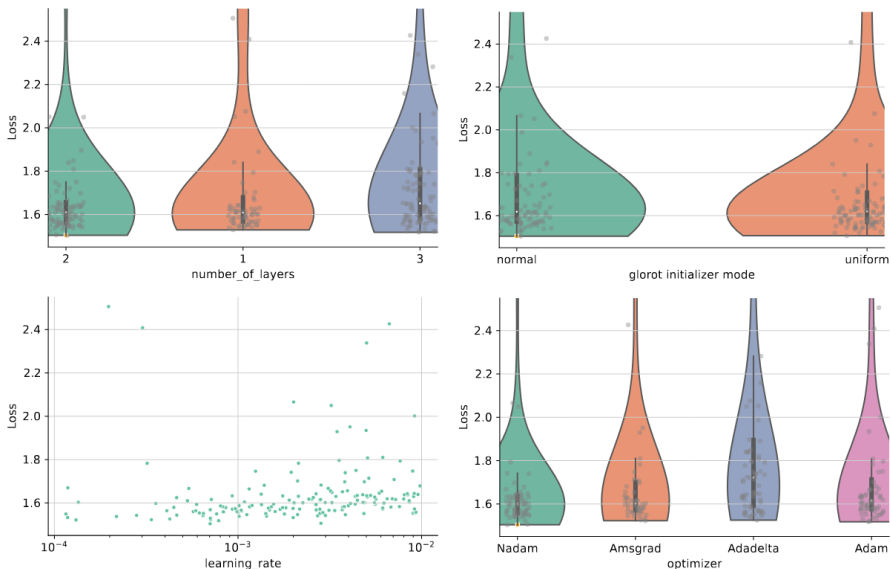 2.4
2.2
2.0
1.8
1.6
Loss
2
1
3
number_of_layers
2.4
2.2
2.0
1.8
1.6
Loss
normal
uniform
glorot initializer mode
2.4
2.2
2.0
1.8
1.6
Loss
10⁻⁴
10⁻³
10⁻²
learning_rate
2.4
2.2
2.0
1.8
1.6
Loss
Nadam
Amsgrad
Adadelta
Adam
optimizer